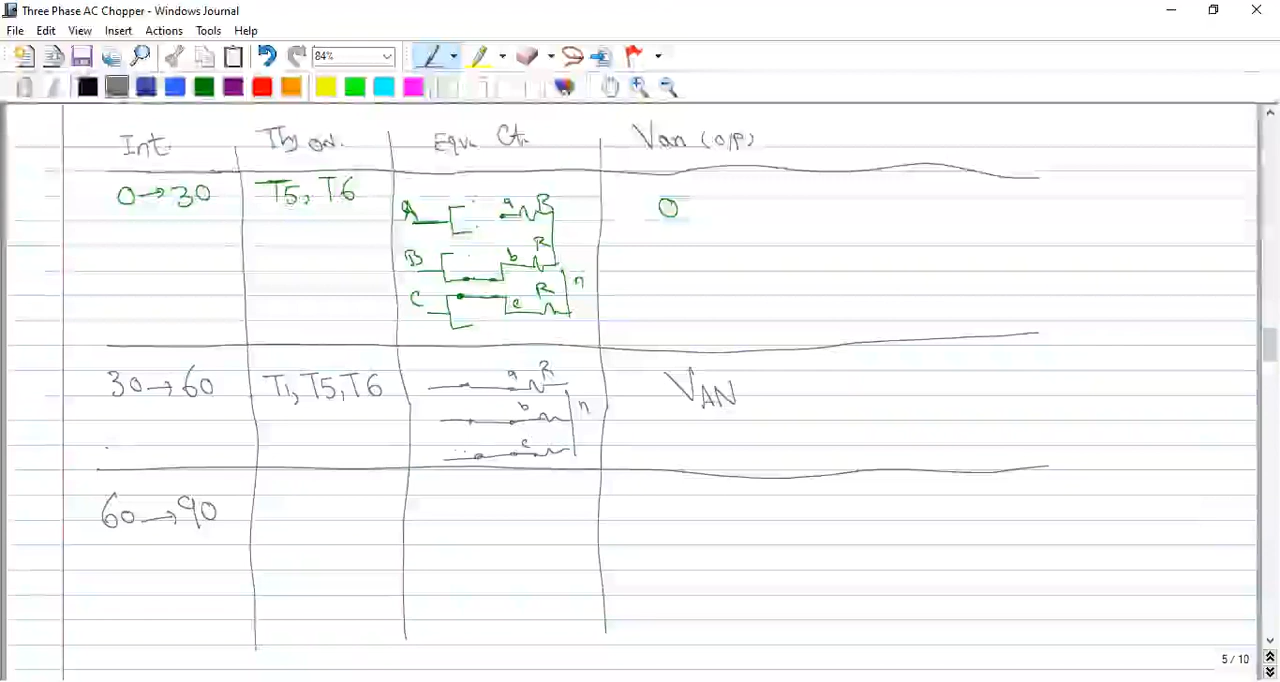 Three Phase AC Chopper - Windows Journal
File Edit View Insert Actions Tools Help
84%
Int. Thy on. Equ. Ct. Van (o/p)
0→30 T5, T6 0
A a R
B b R
C c R n
30→60 T1, T5, T6 VAN
a R
b n
c
60→90
5 / 10